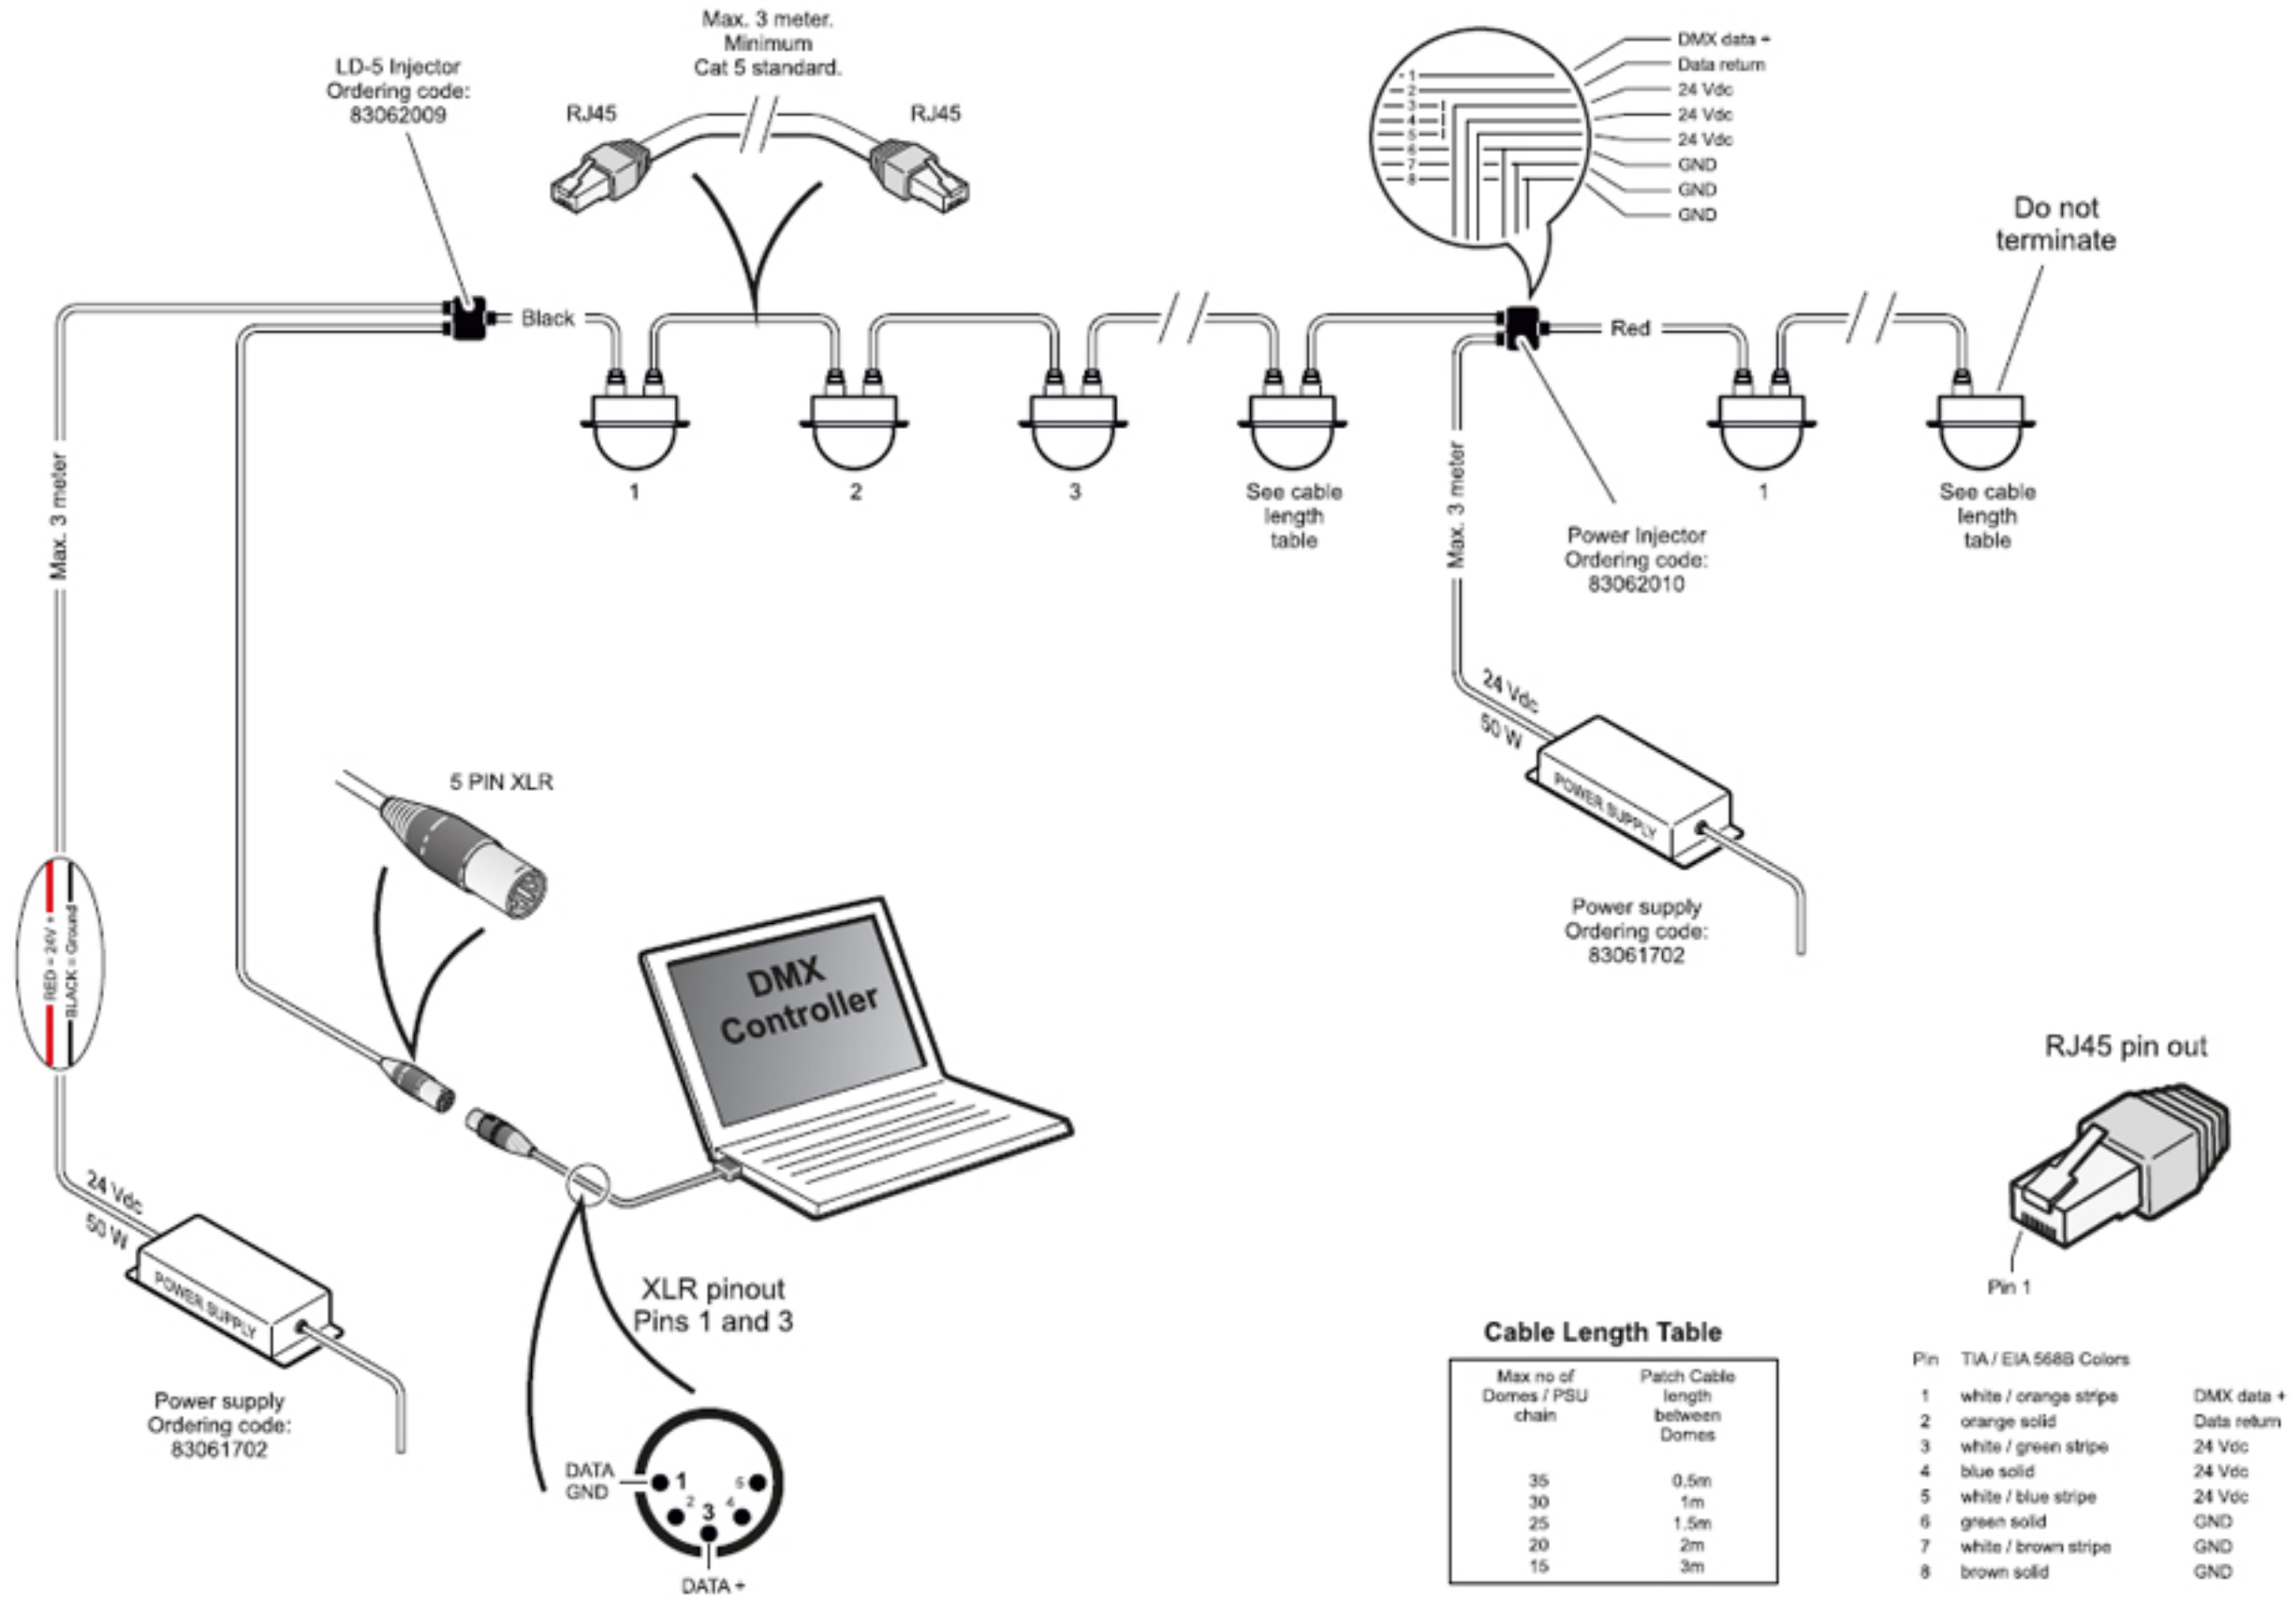 Max. 3 meter.
Minimum
Cat 5 standard.
LD-5 Injector
Ordering code:
83062009
RJ45
RJ45
DMX data +
Data return
24 Vdc
24 Vdc
24 Vdc
GND
GND
GND
1
2
3
4
5
6
7
8
Do not
terminate
Black
Red
1
2
3
See cable
length
table
1
See cable
length
table
Max. 3 meter
Max. 3 meter
Power Injector
Ordering code:
83062010
24 Vdc
50 W
POWER SUPPLY
Power supply
Ordering code:
83061702
5 PIN XLR
RED = 24V +
BLACK = Ground
DMX
Controller
24 Vdc
50 W
POWER SUPPLY
Power supply
Ordering code:
83061702
XLR pinout
Pins 1 and 3
DATA
GND
1
2
3
4
5
DATA +
RJ45 pin out
Pin 1
Cable Length Table
Max no of
Domes / PSU
chain
Patch Cable
length
between
Domes
35 0.5m
30 1m
25 1.5m
20 2m
15 3m
Pin TIA / EIA 568B Colors
1 white / orange stripe DMX data +
2 orange solid Data return
3 white / green stripe 24 Vdc
4 blue solid 24 Vdc
5 white / blue stripe 24 Vdc
6 green solid GND
7 white / brown stripe GND
8 brown solid GND